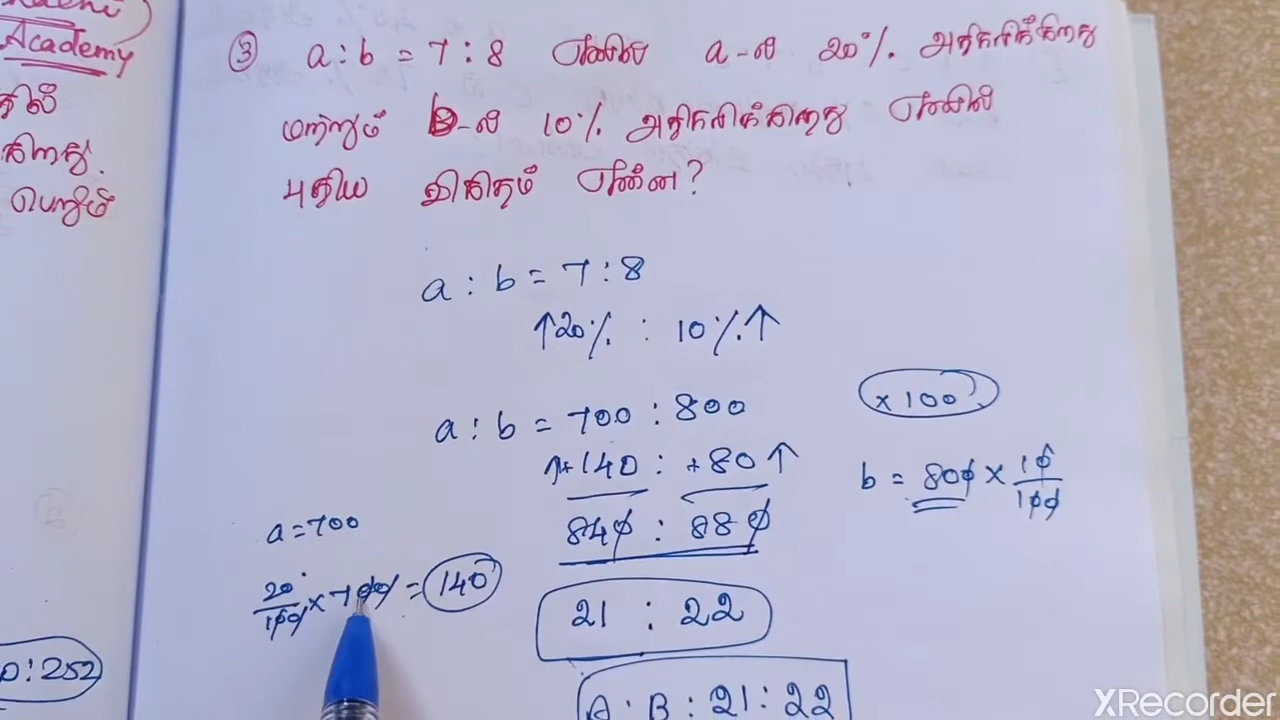 Academy
பெறும்
③ a : b = 7 : 8 எனில் a-ல் 20% அதிகரிக்கிறது
மற்றும் b-ல் 10% அதிகரிக்கிறது எனில்
புதிய விகிதம் என்ன?
a : b = 7 : 8
↑20% : 10%↑
a : b = 700 : 800
× 100
↑+140 : +80↑
b = 800 × 10/100
a = 700
840 : 880
20/100 × 700 = 140
21 : 22
: 252
A : B : 21 : 22
XRecorder